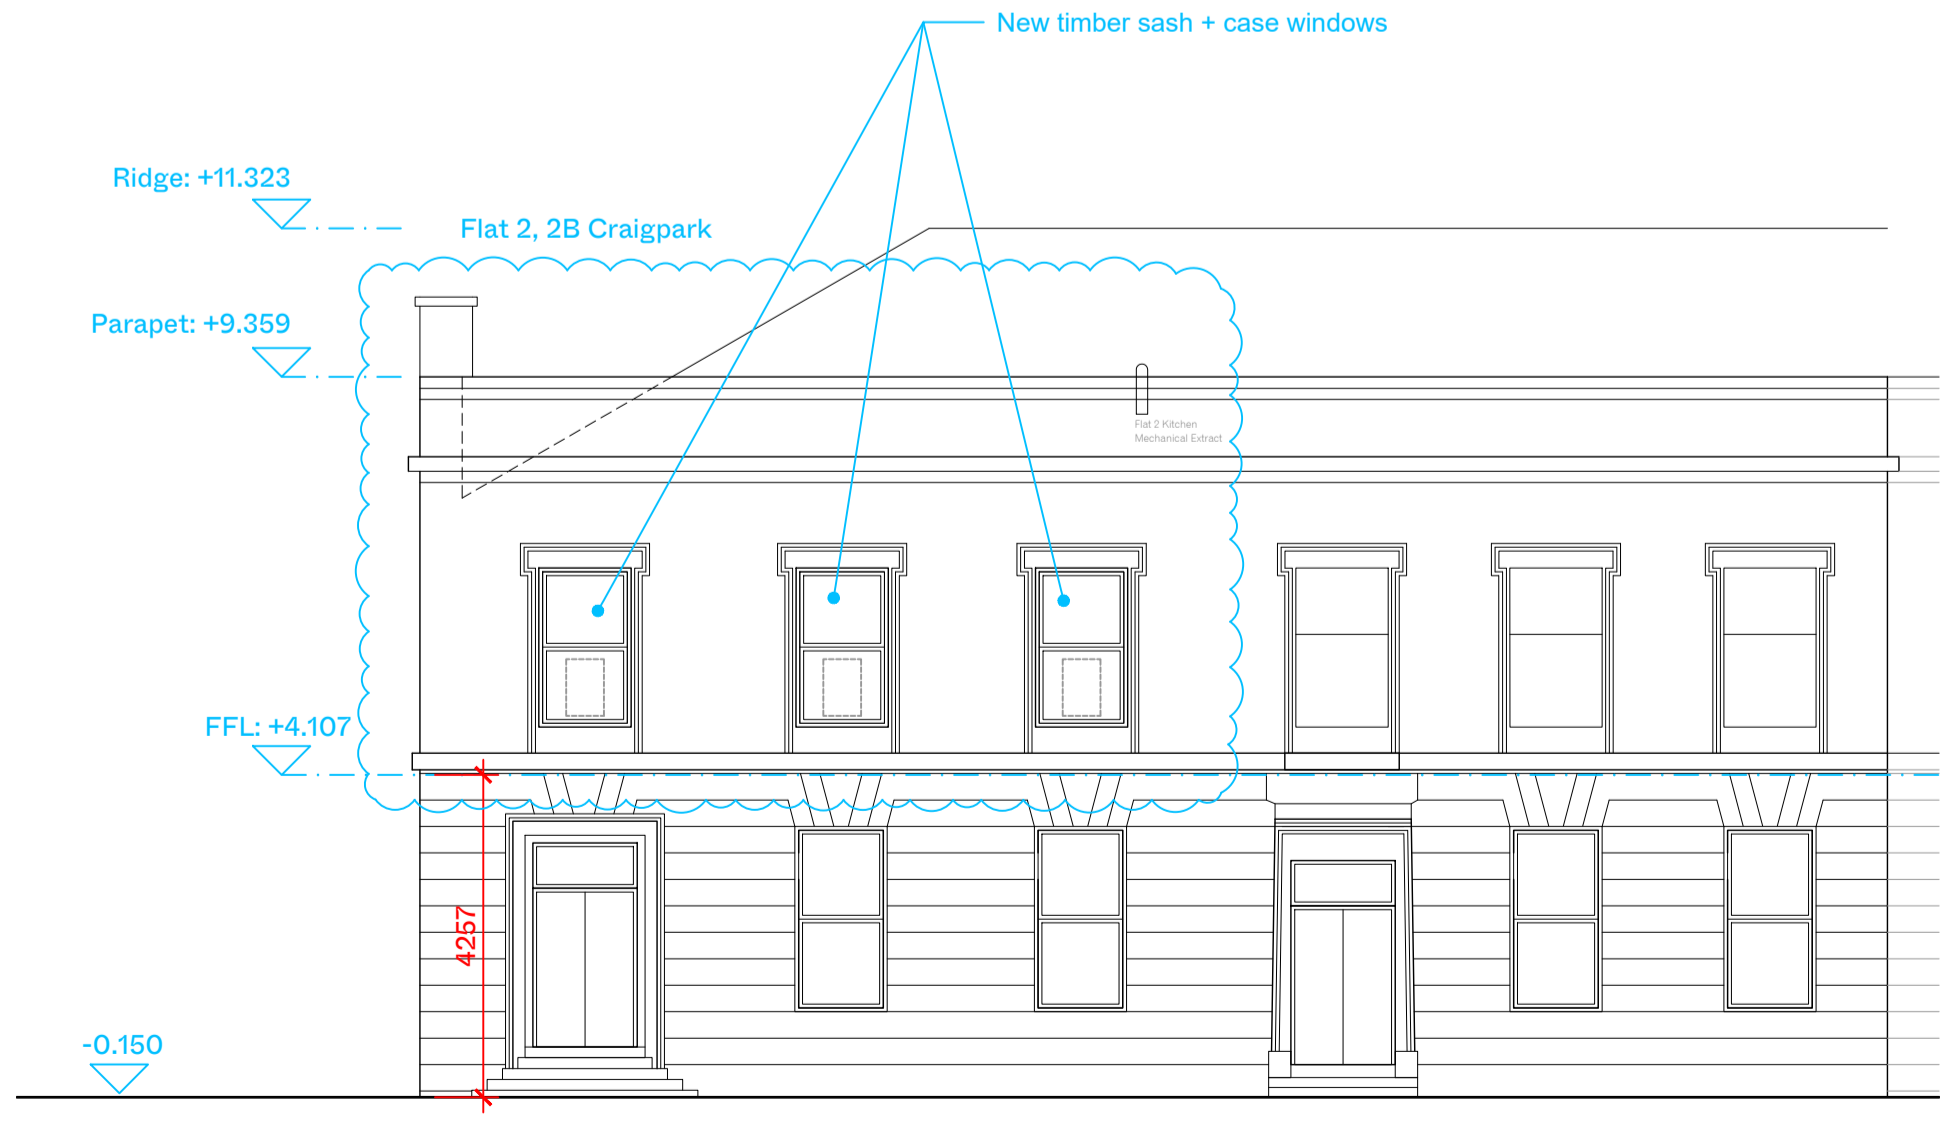 New timber sash + case windows
Ridge: +11.323
Flat 2, 2B Craigpark
Parapet: +9.359
Flat 2 Kitchen
Mechanical Extract
FFL: +4.107
4257
-0.150